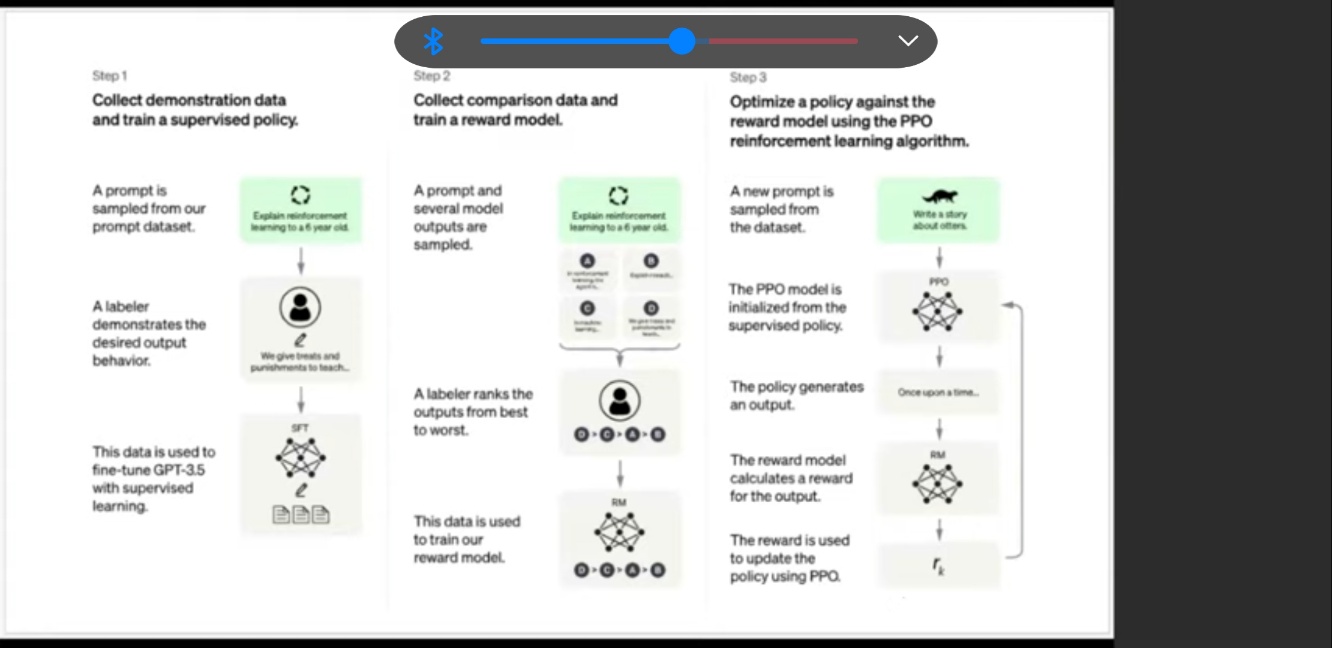 Step 1
Collect demonstration data
and train a supervised policy.
A prompt is
sampled from our
prompt dataset.
Explain reinforcement
learning to a 6 year old.
A labeler
demonstrates the
desired output
behavior.
We give treats and
punishments to teach...
This data is used to
fine-tune GPT-3.5
with supervised
learning.
SFT
Step 2
Collect comparison data and
train a reward model.
A prompt and
several model
outputs are
sampled.
Explain reinforcement
learning to a 6 year old.
A
B
In reinforcement
learning, the
agent is...
Explain rewards...
C
D
In machine
learning...
We give treats and
punishments to
teach...
A labeler ranks the
outputs from best
to worst.
D > C > A > B
This data is used
to train our
reward model.
RM
D > C > A > B
Step 3
Optimize a policy against the
reward model using the PPO
reinforcement learning algorithm.
A new prompt is
sampled from
the dataset.
Write a story
about otters.
The PPO model is
initialized from the
supervised policy.
PPO
The policy generates
an output.
Once upon a time...
The reward model
calculates a reward
for the output.
RM
The reward is used
to update the
policy using PPO.
rk